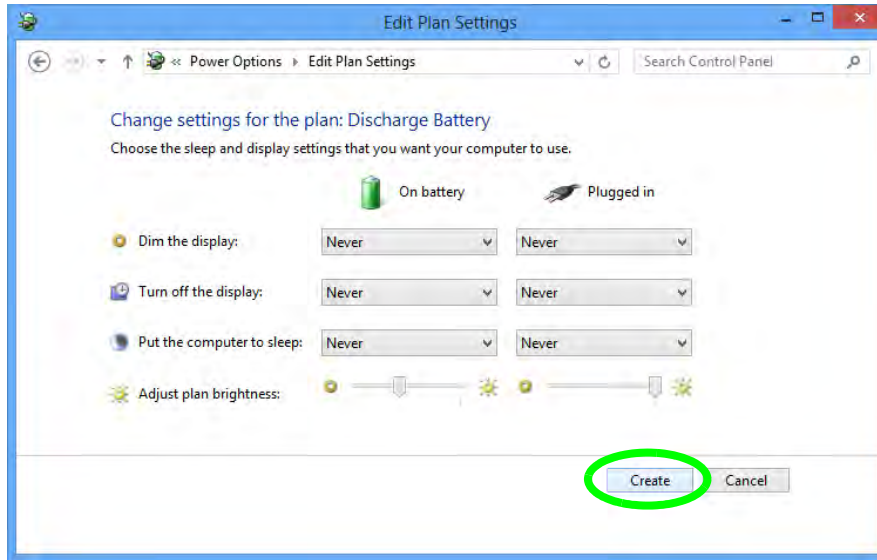 Edit Plan Settings
« Power Options Edit Plan Settings Search Control Panel
Change settings for the plan: Discharge Battery
Choose the sleep and display settings that you want your computer to use.
On battery Plugged in
Dim the display: Never Never
Turn off the display: Never Never
Put the computer to sleep: Never Never
Adjust plan brightness:
Create Cancel